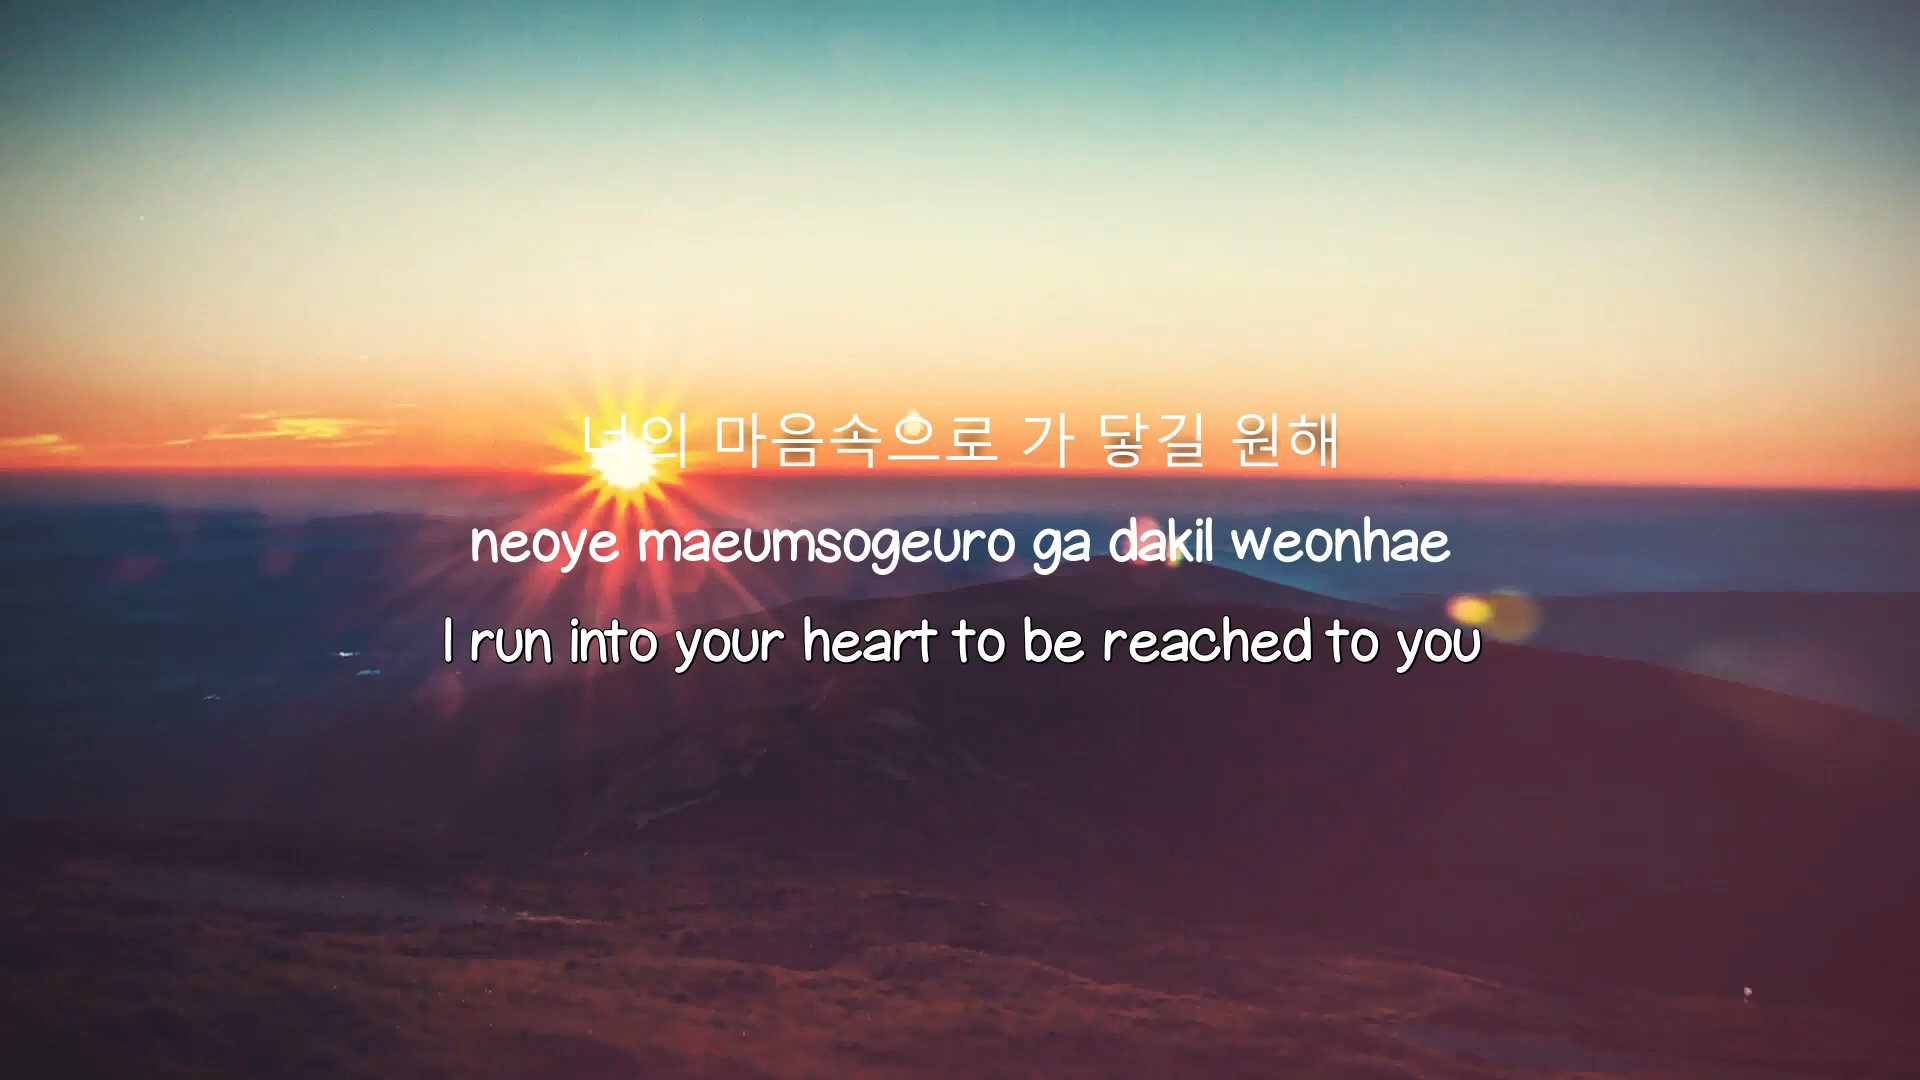 너의 마음속으로 가 닿길 원해
neoye maeumsogeuro ga dakil weonhae
I run into your heart to be reached to you